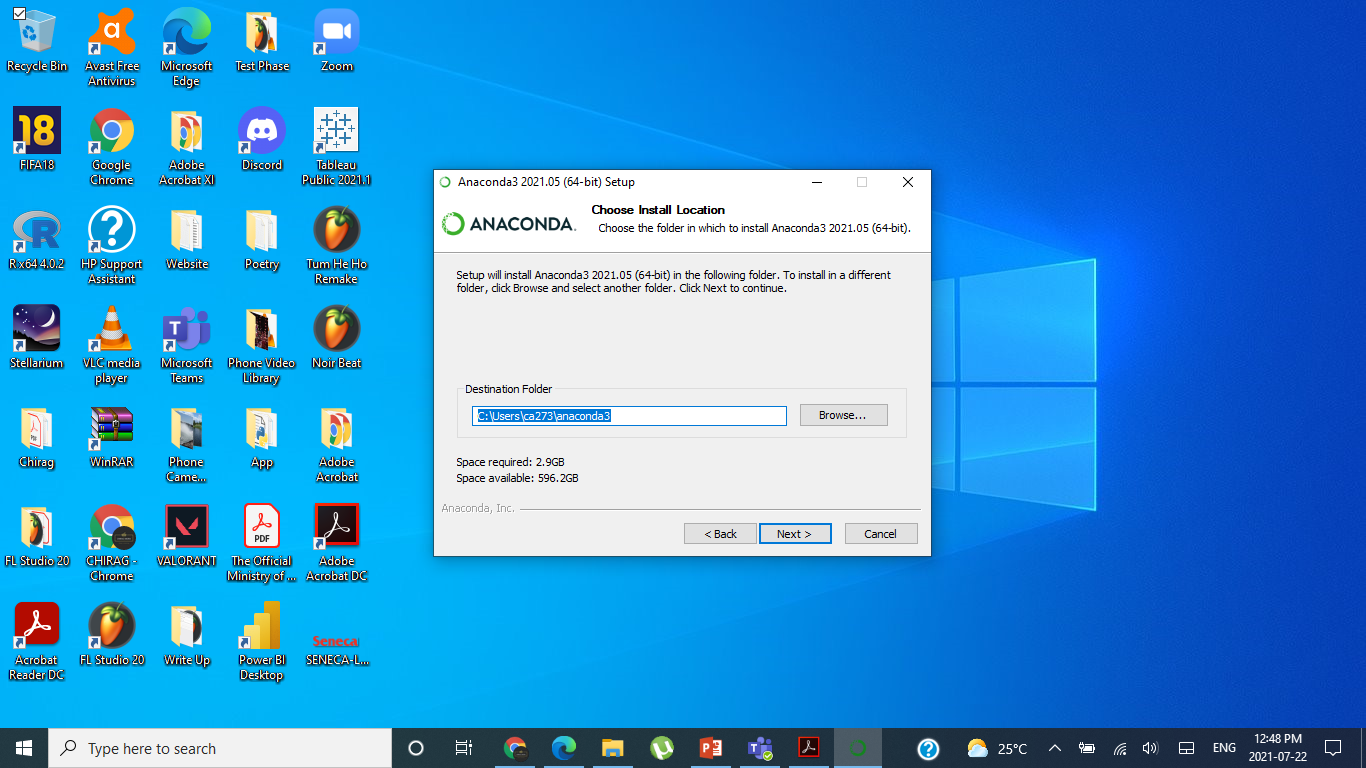 Recycle Bin
Avast Free
Antivirus
Microsoft
Edge
Test Phase
Zoom
18
FIFA18
Google
Chrome
Adobe
Acrobat XI
Discord
Tableau
Public 2021.1
R x64 4.0.2
HP Support
Assistant
Website
Poetry
Tum He Ho
Remake
Stellarium
VLC media
player
Microsoft
Teams
Phone Video
Library
Noir Beat
Chirag
WinRAR
Phone
Came...
App
Adobe
Acrobat
FL Studio 20
CHIRAG -
Chrome
VALORANT
PDF
The Official
Ministry of ...
Adobe
Acrobat DC
Acrobat
Reader DC
FL Studio 20
Write Up
Power BI
Desktop
Seneca
SENECA-L...
Anaconda3 2021.05 (64-bit) Setup
ANACONDA.
Choose Install Location
Choose the folder in which to install Anaconda3 2021.05 (64-bit).
Setup will install Anaconda3 2021.05 (64-bit) in the following folder. To install in a different
folder, click Browse and select another folder. Click Next to continue.
Destination Folder
C:\Users\ca273\anaconda3
Browse...
Space required: 2.9GB
Space available: 596.2GB
Anaconda, Inc.
< Back
Next >
Cancel
Type here to search
25°C
ENG
12:48 PM
2021-07-22